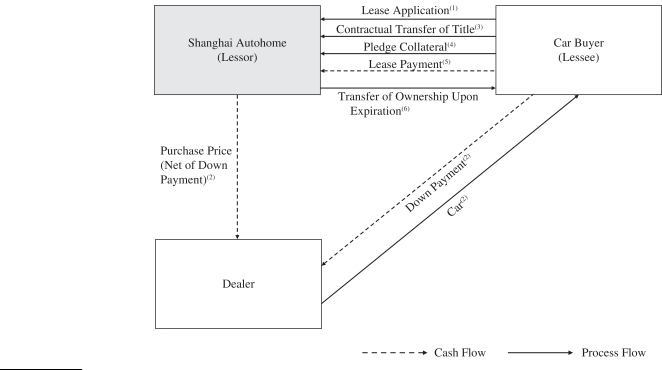 Lease Application(1)
Shanghai Autohome
(Lessor)
Contractual Transfer of Title(3)
Pledge Collateral(4)
Lease Payment(5)
Car Buyer
(Lessee)
Transfer of Ownership Upon
Expiration(6)
Purchase Price
(Net of Down
Payment)(2)
Down Payment(2)
Car(2)
Dealer
Cash Flow
Process Flow